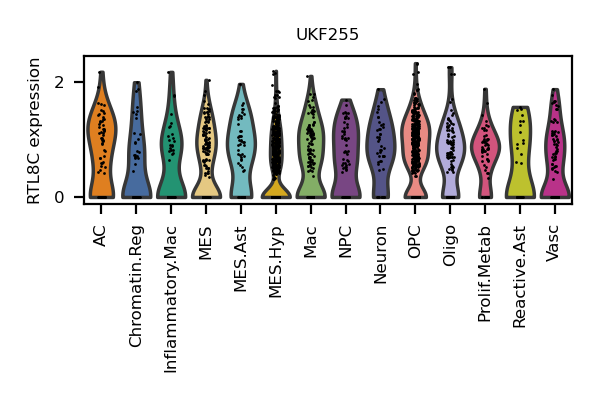 UKF255
RTL8C expression
2
0
AC
Chromatin.Reg
Inflammatory.Mac
MES
MES.Ast
MES.Hyp
Mac
NPC
Neuron
OPC
Oligo
Prolif.Metab
Reactive.Ast
Vasc